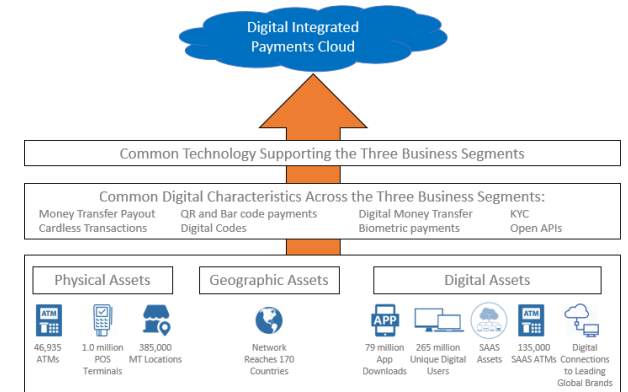 Digital Integrated
Payments Cloud
Common Technology Supporting the Three Business Segments
Common Digital Characteristics Across the Three Business Segments:
Money Transfer Payout QR and Bar code payments Digital Money Transfer KYC
Cardless Transactions Digital Codes Biometric payments Open APIs
Physical Assets Geographic Assets Digital Assets
ATM APP ATM
46,935 1.0 million 385,000 Network 79 million 265 million SAAS 135,000 Digital
ATMs POS MT Locations Reaches 170 App Unique Digital Assets SAAS ATMs Connections
Terminals Countries Downloads Users to Leading
Global Brands